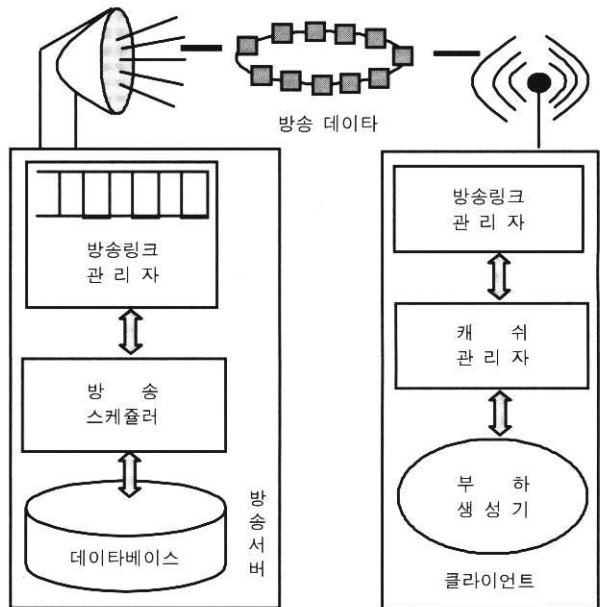 방송 데이타
방송링크
관 리 자
방 송
스케쥴러
데이타베이스
방송서버
방송링크
관 리 자
캐 쉬
관 리 자
부 하
생 성 기
클라이언트